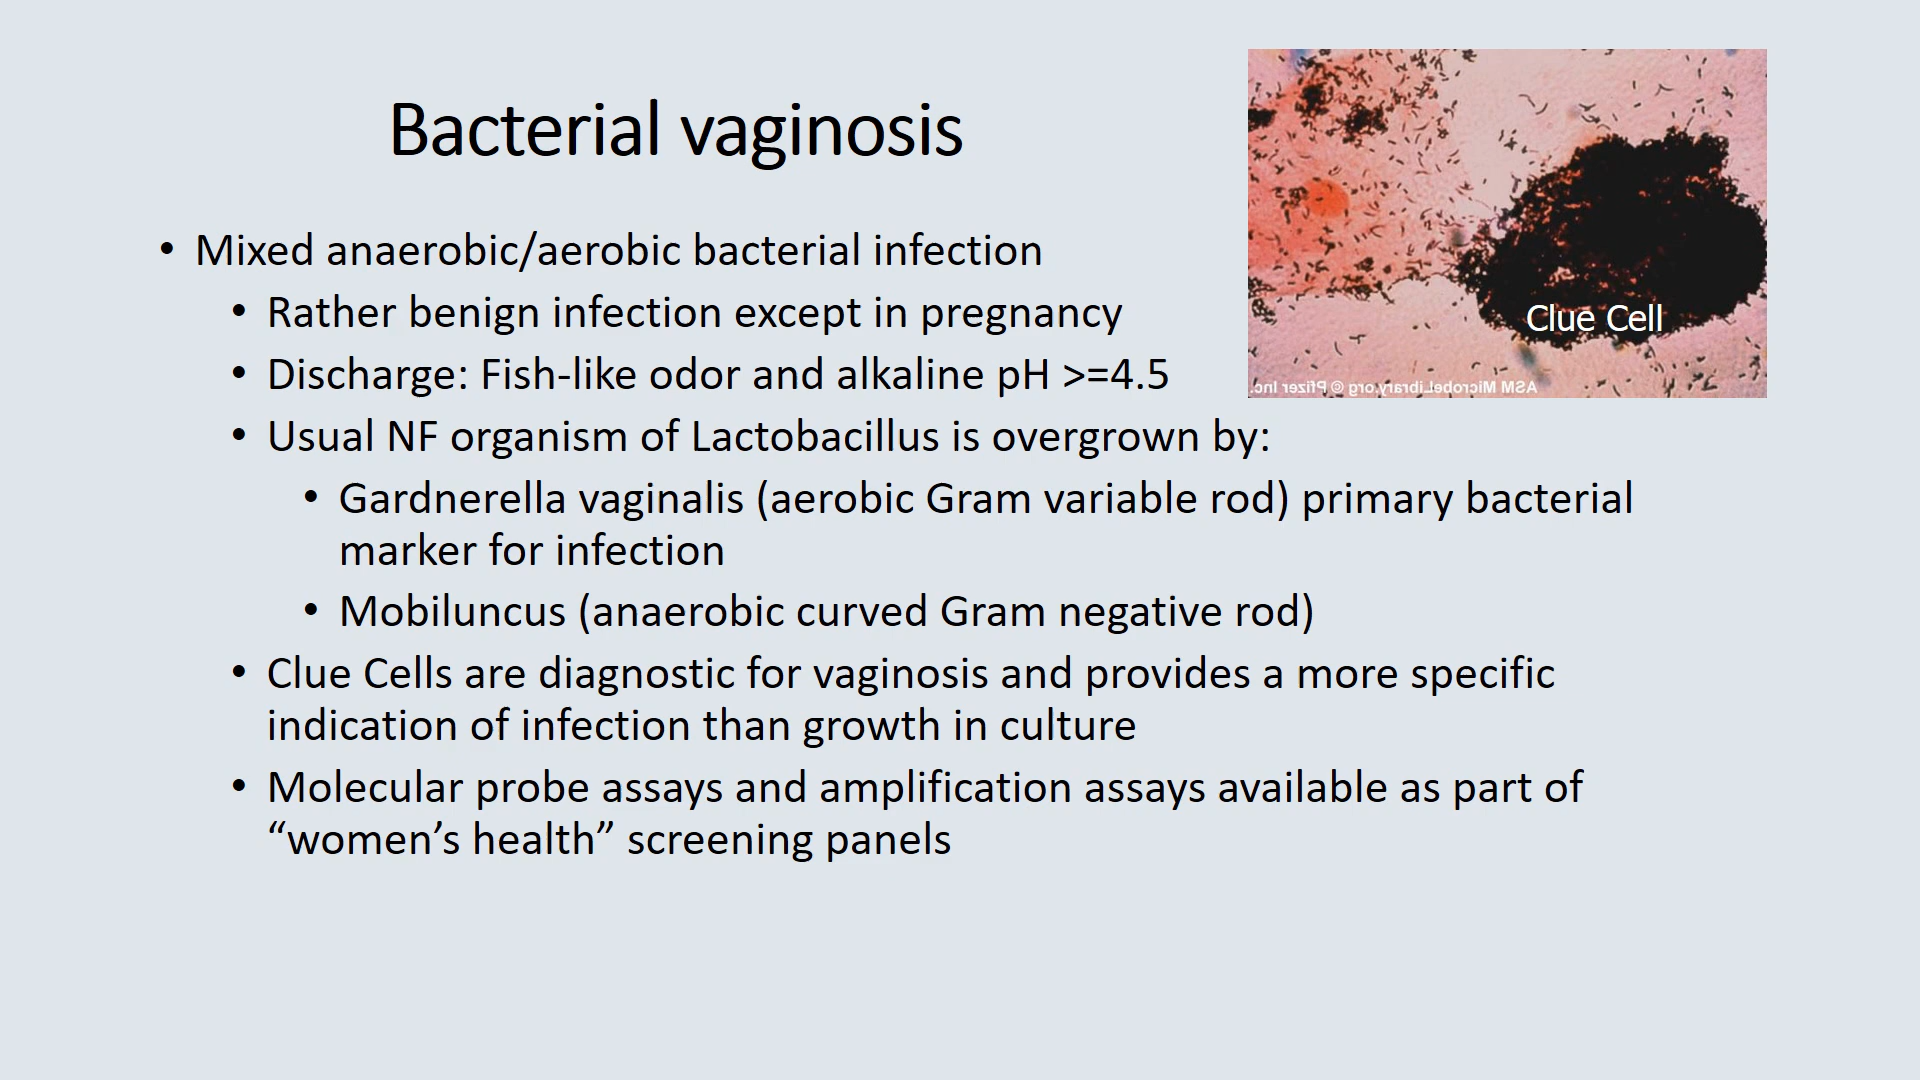 Bacterial vaginosis
• Mixed anaerobic/aerobic bacterial infection
• Rather benign infection except in pregnancy
• Discharge: Fish-like odor and alkaline pH >=4.5
• Usual NF organism of Lactobacillus is overgrown by:
• Gardnerella vaginalis (aerobic Gram variable rod) primary bacterial
marker for infection
• Mobiluncus (anaerobic curved Gram negative rod)
• Clue Cells are diagnostic for vaginosis and provides a more specific
indication of infection than growth in culture
• Molecular probe assays and amplification assays available as part of
“women’s health” screening panels
Clue Cell
ASM MicrobeLibrary.org © Pfizer Inc.